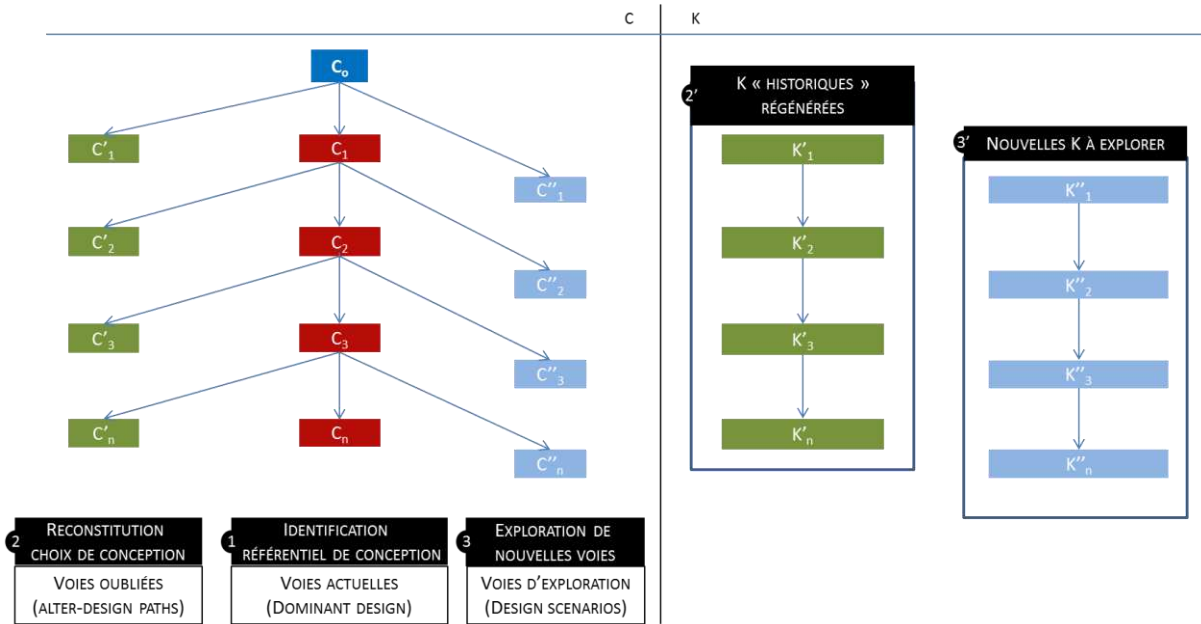 C
K
C₀
C'₁
C₁
C''₁
C'₂
C₂
C''₂
C'₃
C₃
C''₃
C'ₙ
Cₙ
C''ₙ
2'
K « HISTORIQUES »
RÉGÉNÉRÉES
K'₁
K'₂
K'₃
K'ₙ
3'
NOUVELLES K À EXPLORER
K''₁
K''₂
K''₃
K''ₙ
2
RECONSTITUTION
CHOIX DE CONCEPTION
VOIES OUBLIÉES
(ALTER-DESIGN PATHS)
1
IDENTIFICATION
RÉFÉRENTIEL DE CONCEPTION
VOIES ACTUELLES
(DOMINANT DESIGN)
3
EXPLORATION DE
NOUVELLES VOIES
VOIES D'EXPLORATION
(DESIGN SCENARIOS)